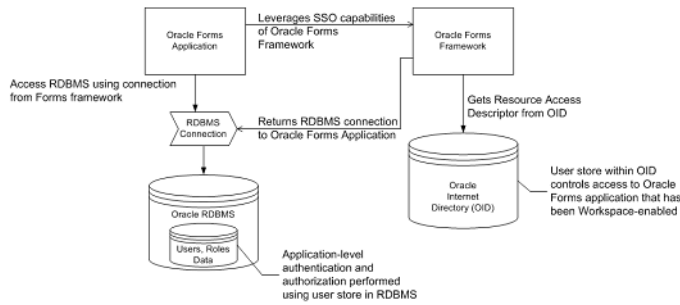 Oracle Forms
Application
Leverages SSO capabilities
of Oracle Forms
Framework
Oracle Forms
Framework
Access RDBMS using connection
from Forms framework
RDBMS
Connection
Returns RDBMS connection
to Oracle Forms Application
Gets Resource Access
Descriptor from OID
Oracle
Internet
Directory (OID)
User store within OID
controls access to Oracle
Forms application that has
been Workspace-enabled
Oracle RDBMS
Users, Roles
Data
Application-level
authentication and
authorization performed
using user store in RDBMS